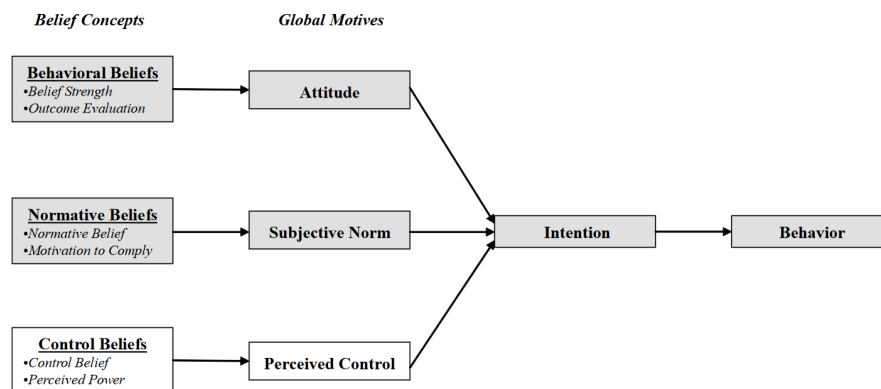 Belief Concepts
Global Motives
Behavioral Beliefs
•Belief Strength
•Outcome Evaluation
Attitude
Normative Beliefs
•Normative Belief
•Motivation to Comply
Subjective Norm
Intention
Behavior
Control Beliefs
•Control Belief
•Perceived Power
Perceived Control